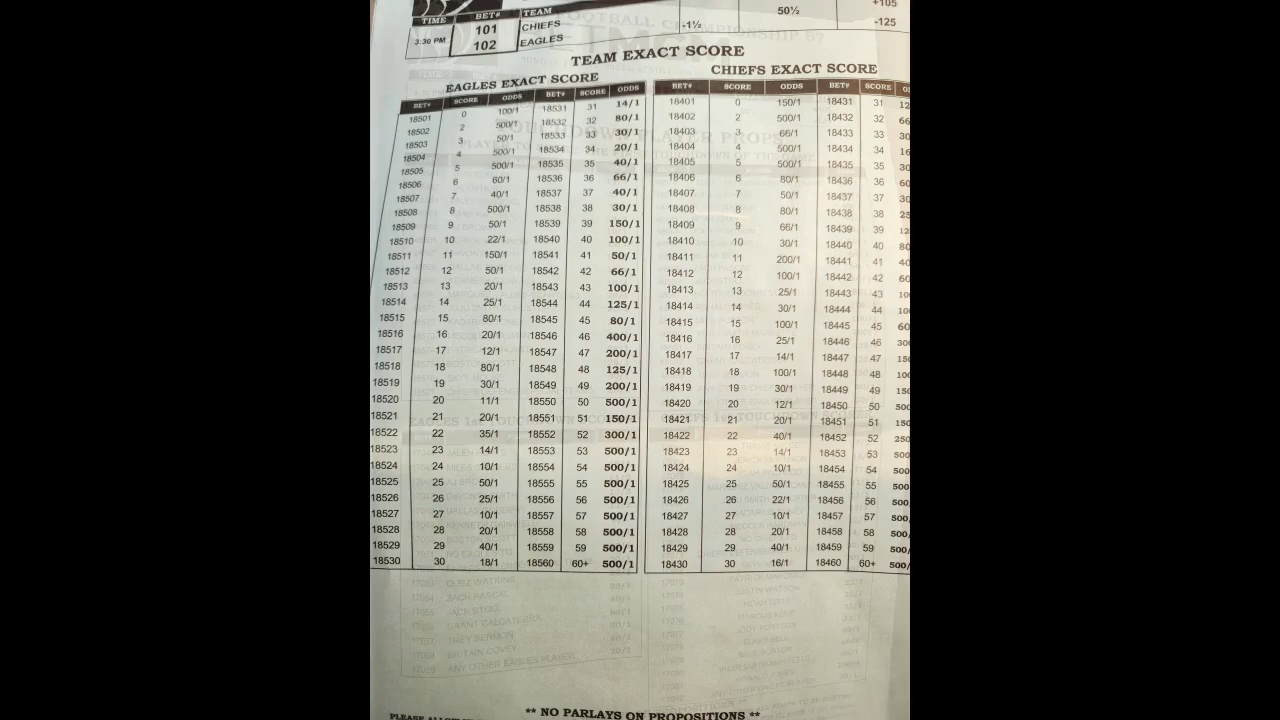 +105
50½
TIME BET# TEAM
101 CHIEFS -1½ -125
3:30 PM 102 EAGLES
TEAM EXACT SCORE
EAGLES EXACT SCORE CHIEFS EXACT SCORE
BET# SCORE ODDS BET# SCORE ODDS BET# SCORE ODDS BET# SCORE
18501 0 100/1 18531 31 14/1 18401 0 150/1 18431 31
18502 2 500/1 18532 32 80/1 18402 2 500/1 18432 32
18503 3 50/1 18533 33 30/1 18403 3 66/1 18433 33
18504 4 500/1 18534 34 20/1 18404 4 500/1 18434 34
18505 5 500/1 18535 35 40/1 18405 5 500/1 18435 35
18506 6 60/1 18536 36 66/1 18406 6 80/1 18436 36
18507 7 40/1 18537 37 40/1 18407 7 50/1 18437 37
18508 8 500/1 18538 38 30/1 18408 8 80/1 18438 38
18509 9 50/1 18539 39 150/1 18409 9 66/1 18439 39
18510 10 22/1 18540 40 100/1 18410 10 30/1 18440 40
18511 11 150/1 18541 41 50/1 18411 11 200/1 18441 41
18512 12 50/1 18542 42 66/1 18412 12 100/1 18442 42
18513 13 20/1 18543 43 100/1 18413 13 25/1 18443 43
18514 14 25/1 18544 44 125/1 18414 14 30/1 18444 44
18515 15 80/1 18545 45 80/1 18415 15 100/1 18445 45
18516 16 20/1 18546 46 400/1 18416 16 25/1 18446 46
18517 17 12/1 18547 47 200/1 18417 17 14/1 18447 47
18518 18 80/1 18548 48 125/1 18418 18 100/1 18448 48
18519 19 30/1 18549 49 200/1 18419 19 30/1 18449 49
18520 20 11/1 18550 50 500/1 18420 20 12/1 18450 50
18521 21 20/1 18551 51 150/1 18421 21 20/1 18451 51
18522 22 35/1 18552 52 300/1 18422 22 40/1 18452 52
18523 23 14/1 18553 53 500/1 18423 23 14/1 18453 53
18524 24 10/1 18554 54 500/1 18424 24 10/1 18454 54
18525 25 50/1 18555 55 500/1 18425 25 50/1 18455 55
18526 26 25/1 18556 56 500/1 18426 26 22/1 18456 56
18527 27 10/1 18557 57 500/1 18427 27 10/1 18457 57
18528 28 20/1 18558 58 500/1 18428 28 20/1 18458 58
18529 29 40/1 18559 59 500/1 18429 29 40/1 18459 59
18530 30 18/1 18560 60+ 500/1 18430 30 16/1 18460 60+
** NO PARLAYS ON PROPOSITIONS **